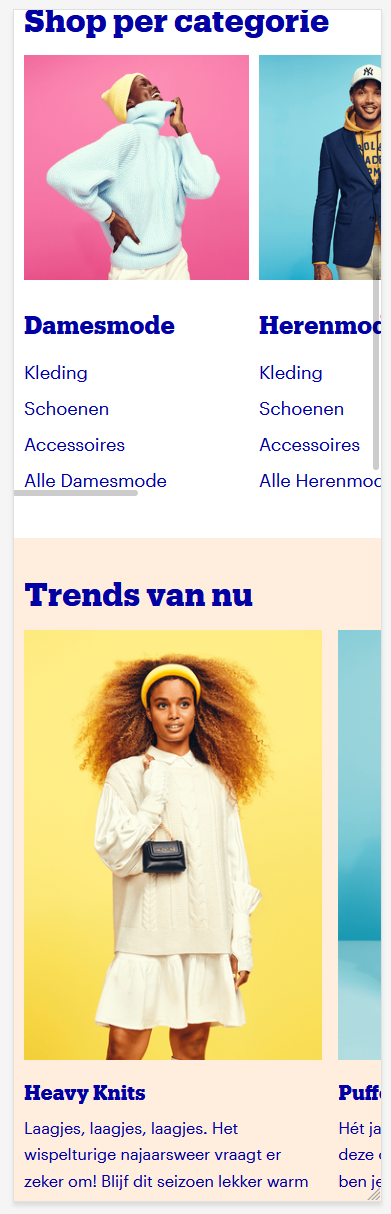 Shop per categorie
Damesmode
Kleding
Schoenen
Accessoires
Alle Damesmode
Herenmod
Kleding
Schoenen
Accessoires
Alle Herenmod
Trends van nu
Heavy Knits
Laagjes, laagjes, laagjes. Het
wispelturige najaarsweer vraagt er
zeker om! Blijf dit seizoen lekker warm
Puff
Hét ja
deze
ben je